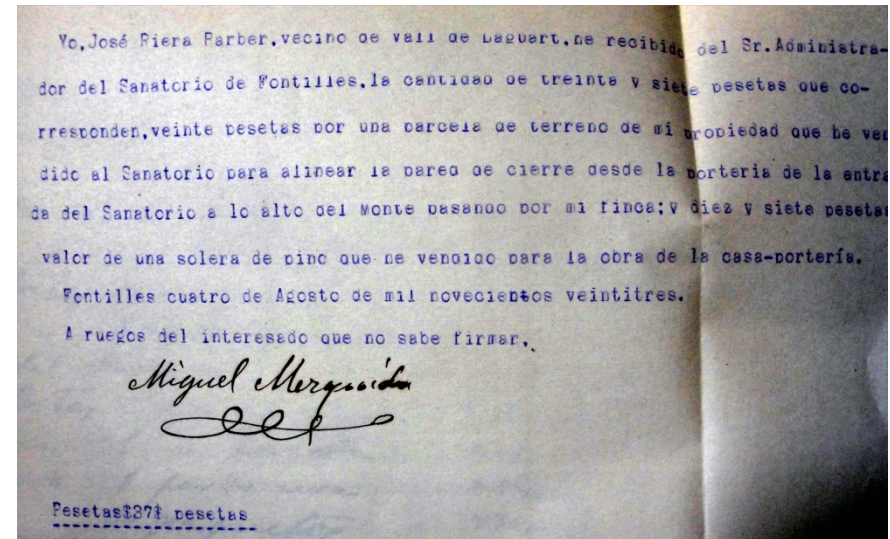 Yo,José Piera Farber,vecino de Vall de Laguart,he recibido del Sr.Administra-
dor del Sanatorio de Fontilles,la cantidad de treinta y siete pesetas que co-
rresponden,veinte pesetas por una parcela de terreno de mi propiedad que he ven
dido al Sanatorio para alinear la pared de cierre desde la porteria de la entra
da del Sanatorio a lo alto del Monte pasando por mi finca;y diez y siete pesetas
valor de una solera de pino que he vendido para la obra de la casa-portería.
Fontilles cuatro de Agosto de mil novecientos veintitres.
A ruegos del interesado que no sabe firmar,
Miguel
Pesetas 37 pesetas